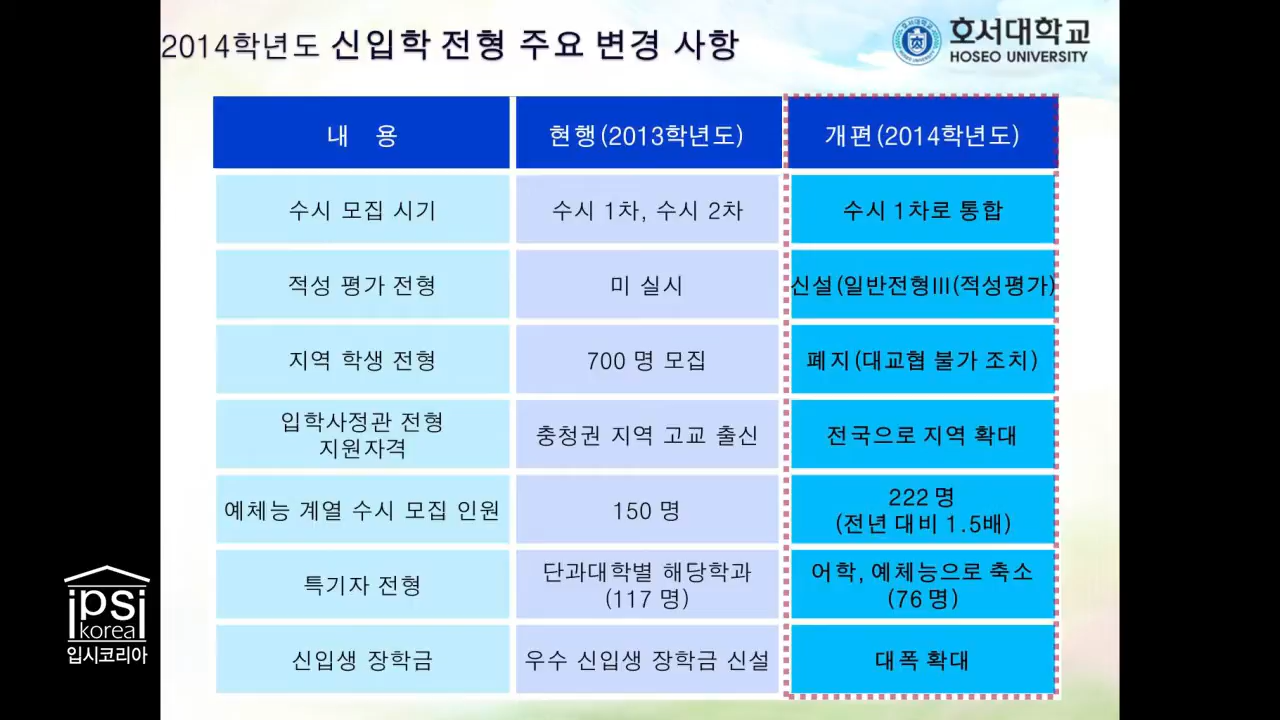 2014학년도 신입학 전형 주요 변경 사항
호서대학교
HOSEO UNIVERSITY
내 용
현행(2013학년도)
개편(2014학년도)
수시 모집 시기
수시 1차, 수시 2차
수시 1차로 통합
적성 평가 전형
미 실시
신설(일반전형III(적성평가)
지역 학생 전형
700 명 모집
폐지(대교협 불가 조치)
입학사정관 전형
지원자격
충청권 지역 고교 출신
전국으로 지역 확대
예체능 계열 수시 모집 인원
150 명
222 명
(전년 대비 1.5배)
특기자 전형
단과대학별 해당학과
(117 명)
어학, 예체능으로 축소
(76 명)
신입생 장학금
우수 신입생 장학금 신설
대폭 확대
ipsi
korea
입시코리아